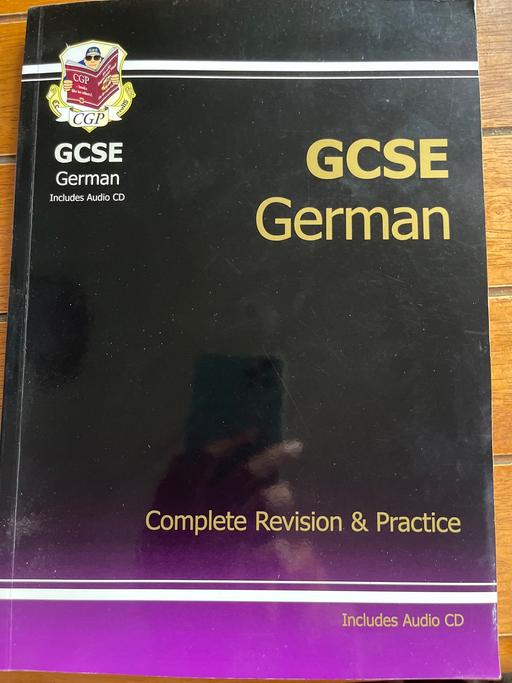 CGP
CGP
GCSE
German
Includes Audio CD
GCSE
German
Complete Revision & Practice
Includes Audio CD